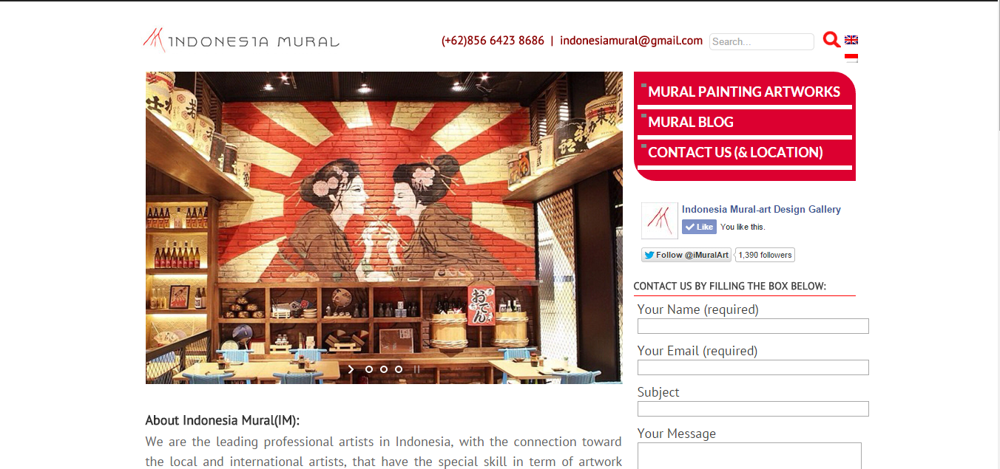 INDONESIA MURAL
(+62)856 6423 8686 | indonesiamural@gmail.com
Search...
MURAL PAINTING ARTWORKS
MURAL BLOG
CONTACT US (& LOCATION)
おでん
Indonesia Mural-art Design Gallery
Like You like this.
Follow @iMuralArt 1,390 followers
CONTACT US BY FILLING THE BOX BELOW:
Your Name (required)
Your Email (required)
Subject
Your Message
About Indonesia Mural(IM):
We are the leading professional artists in Indonesia, with the connection toward
the local and international artists, that have the special skill in term of artwork